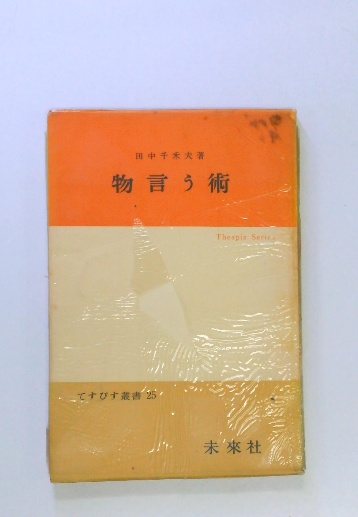 田中千禾夫著
物言う術
Thespis Serie
てすぴす叢書 25
未來社